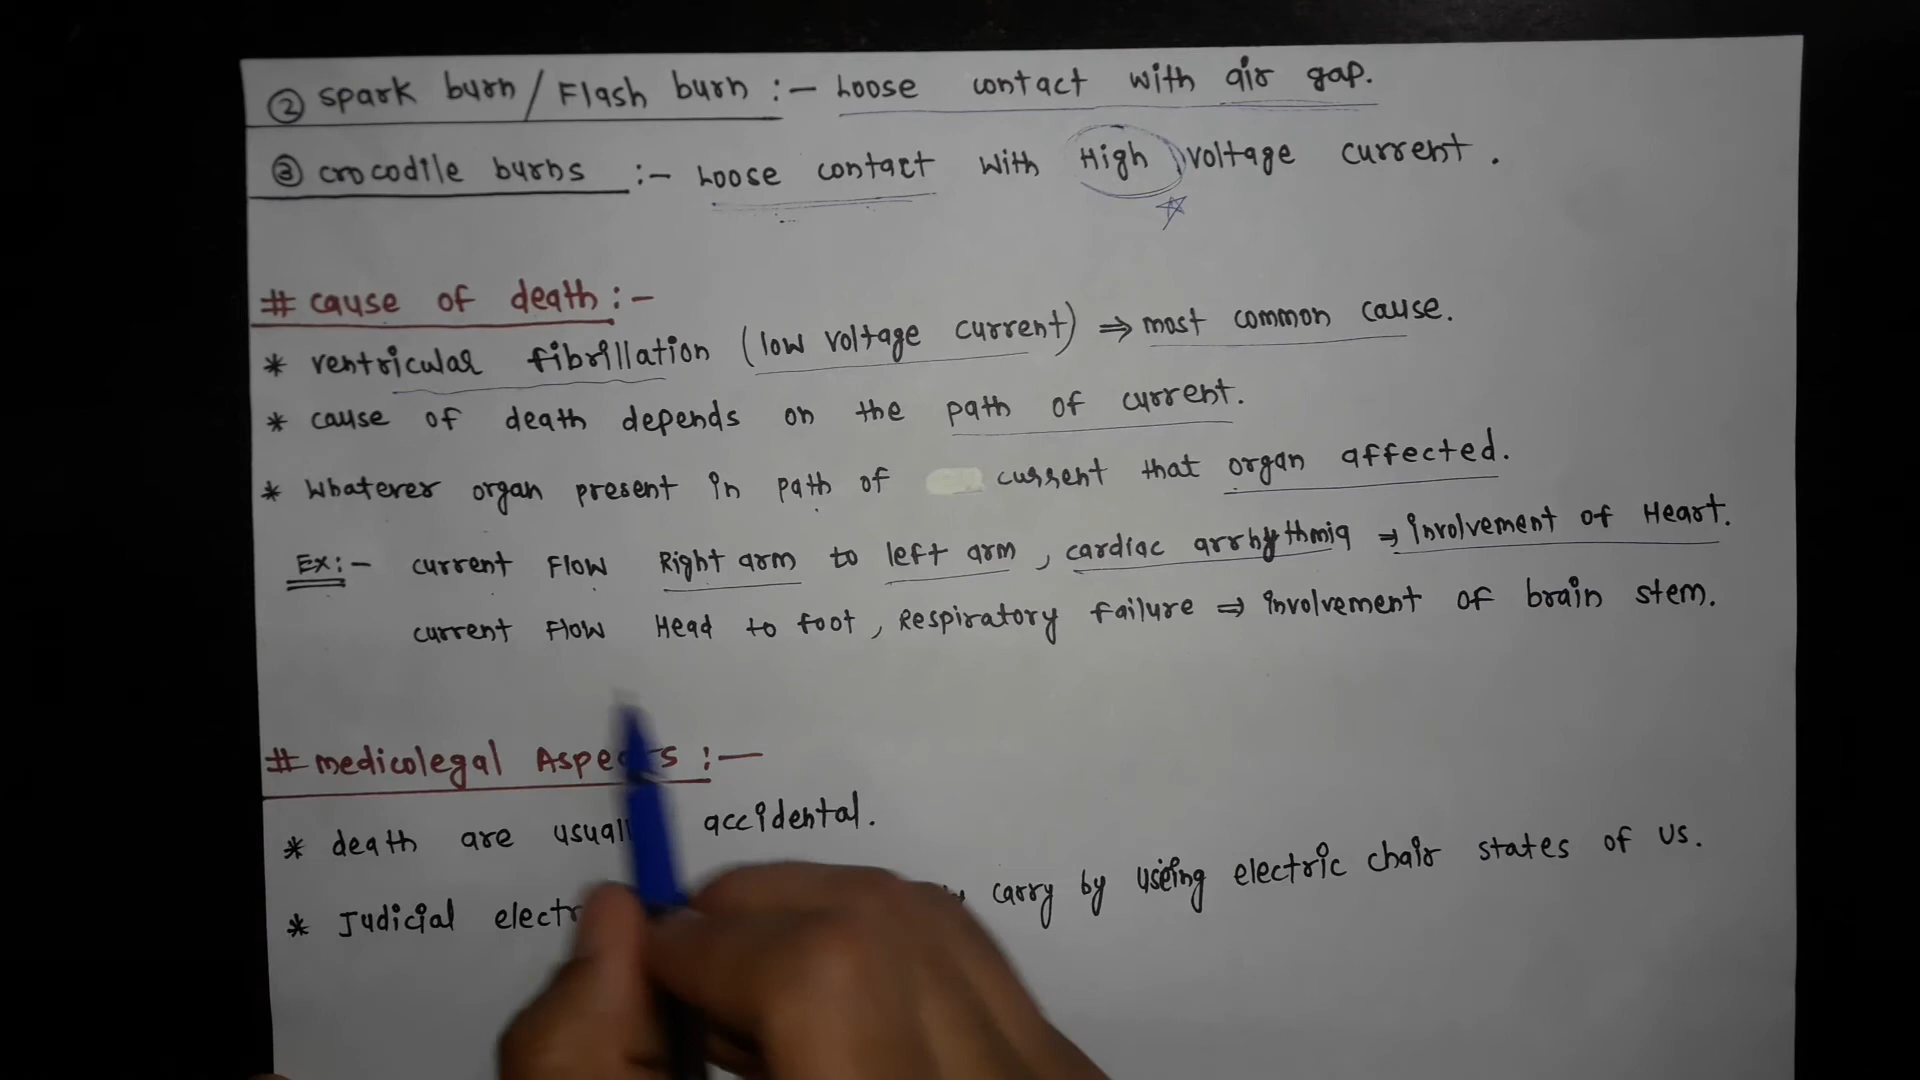 ② spark burn / Flash burn :- Loose contact with air gap.
③ crocodile burns :- Loose contact with High voltage current.
# cause of death :-
* ventricular fibrillation (low voltage current) ⇒ most common cause.
* cause of death depends on the path of current.
* Whatever organ present in path of current that organ affected.
Ex:- current Flow Right arm to left arm, cardiac arrhythmia ⇒ involvement of Heart.
current Flow Head to foot, Respiratory failure ⇒ involvement of brain stem.
# medicolegal Aspects :-
* death are usually accidental.
* Judicial carry by useing electric chair states of US.